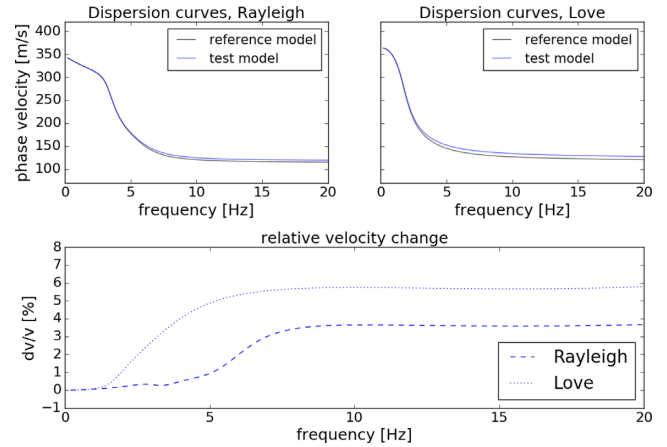 Dispersion curves, Rayleigh
Dispersion curves, Love
400
350
300
250
200
150
100
phase velocity [m/s]
reference model
test model
reference model
test model
0 5 10 15 20
0 5 10 15 20
frequency [Hz]
frequency [Hz]
relative velocity change
8
7
6
5
4
3
2
1
0
−1
dv/v [%]
Rayleigh
Love
0 5 10 15 20
frequency [Hz]